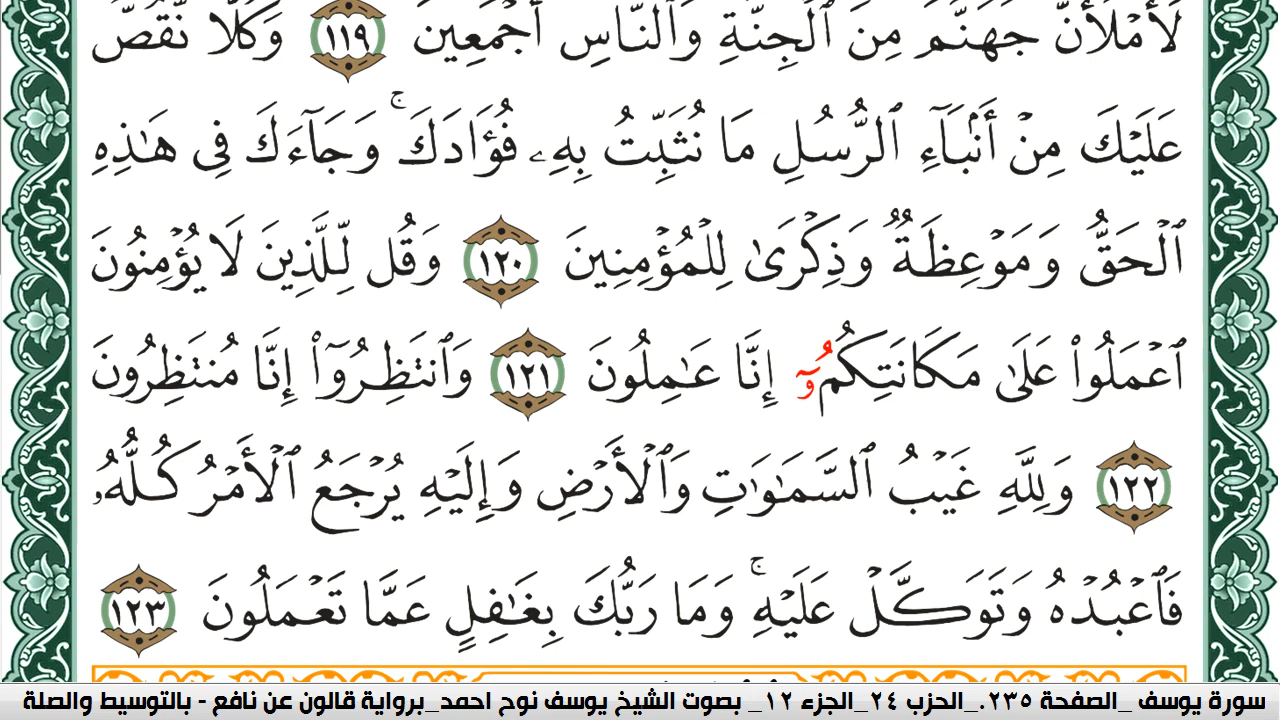 لَأَمْلَأَنَّ جَهَنَّمَ مِنَ ٱلْجِنَّةِ وَٱلنَّاسِ أَجْمَعِينَ ١١٩ وَكُلّٗا نَّقُصُّ
عَلَيْكَ مِنْ أَنۢبَآءِ ٱلرُّسُلِ مَا نُثَبِّتُ بِهِۦ فُؤَادَكَۚ وَجَآءَكَ فِى هَٰذِهِ
ٱلْحَقُّ وَمَوْعِظَةٞ وَذِكْرَىٰ لِلْمُؤْمِنِينَ ١٢٠ وَقُل لِّلَّذِينَ لَا يُؤْمِنُونَ
ٱعْمَلُوا۟ عَلَىٰ مَكَانَتِكُمُۥٓ إِنَّا عَٰمِلُونَ ١٢١ وَٱنتَظِرُوٓا۟ إِنَّا مُنتَظِرُونَ
١٢٢ وَلِلَّهِ غَيْبُ ٱلسَّمَٰوَٰتِ وَٱلْأَرْضِ وَإِلَيْهِ يُرْجَعُ ٱلْأَمْرُ كُلُّهُۥ
فَٱعْبُدْهُ وَتَوَكَّلْ عَلَيْهِۚ وَمَا رَبُّكَ بِغَٰفِلٍ عَمَّا تَعْمَلُونَ ١٢٣
سورة يوسف _الصفحة ٢٣٥._الحزب ٢٤_الجزء ١٢_ بصوت الشيخ يوسف نوح احمد_برواية قالون عن نافع - بالتوسيط والصلة